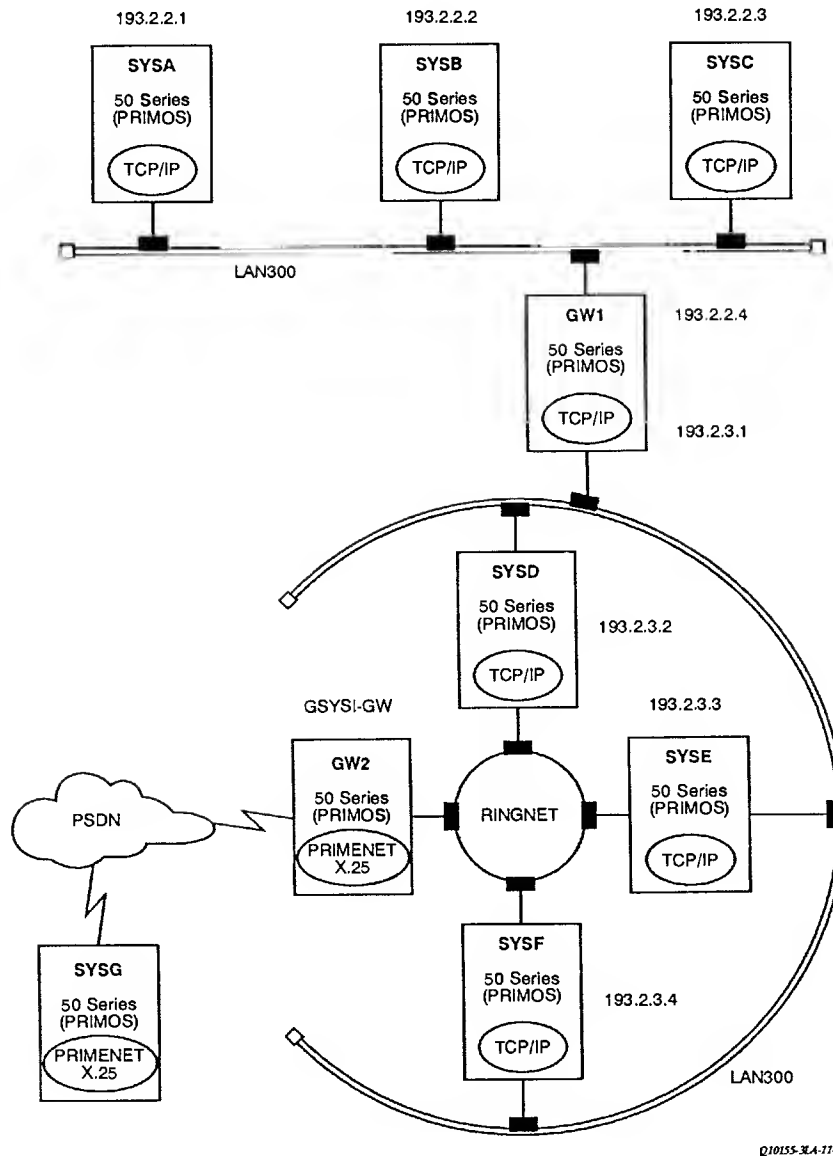 193.2.2.1
193.2.2.2
193.2.2.3
SYSA
50 Series
(PRIMOS)
TCP/IP
SYSB
50 Series
(PRIMOS)
TCP/IP
SYSC
50 Series
(PRIMOS)
TCP/IP
LAN300
GW1
50 Series
(PRIMOS)
TCP/IP
193.2.2.4
193.2.3.1
SYSD
50 Series
(PRIMOS)
TCP/IP
193.2.3.2
GSYSI-GW
GW2
50 Series
(PRIMOS)
PRIMENET
X.25
RINGNET
193.2.3.3
SYSE
50 Series
(PRIMOS)
TCP/IP
PSDN
SYSG
50 Series
(PRIMOS)
PRIMENET
X.25
SYSF
50 Series
(PRIMOS)
TCP/IP
193.2.3.4
LAN300